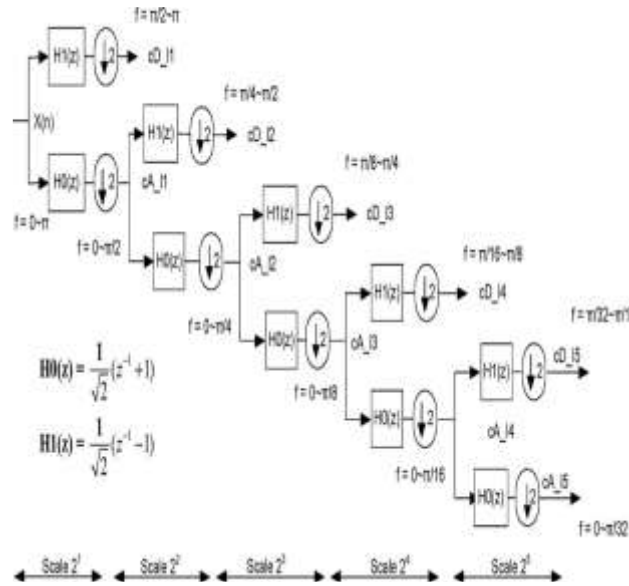 f = π/2~π
H1(z) ↓2 cD_l1
f = π/4~π/2
X(n)
H1(z) ↓2 cD_l2
H0(z) ↓2 cA_l1
f = π/8~π/4
f = 0~π
H1(z) ↓2 cD_l3
f = 0~π/2
H0(z) ↓2 cA_l2
f = π/16~π/8
H1(z) ↓2 cD_l4
f = 0~π/4
f = π/32~π/1
H0(z) ↓2 cA_l3
cD_l5
H1(z) ↓2
H0(z) = 1/√2 (z⁻¹+1)
f = 0~π/8
H0(z) ↓2 cA_l4
H1(z) = 1/√2 (z⁻¹−1)
f = 0~π/16
H0(z) ↓2 cA_l5
f = 0~π/32
Scale 2¹ Scale 2² Scale 2³ Scale 2⁴ Scale 2⁵